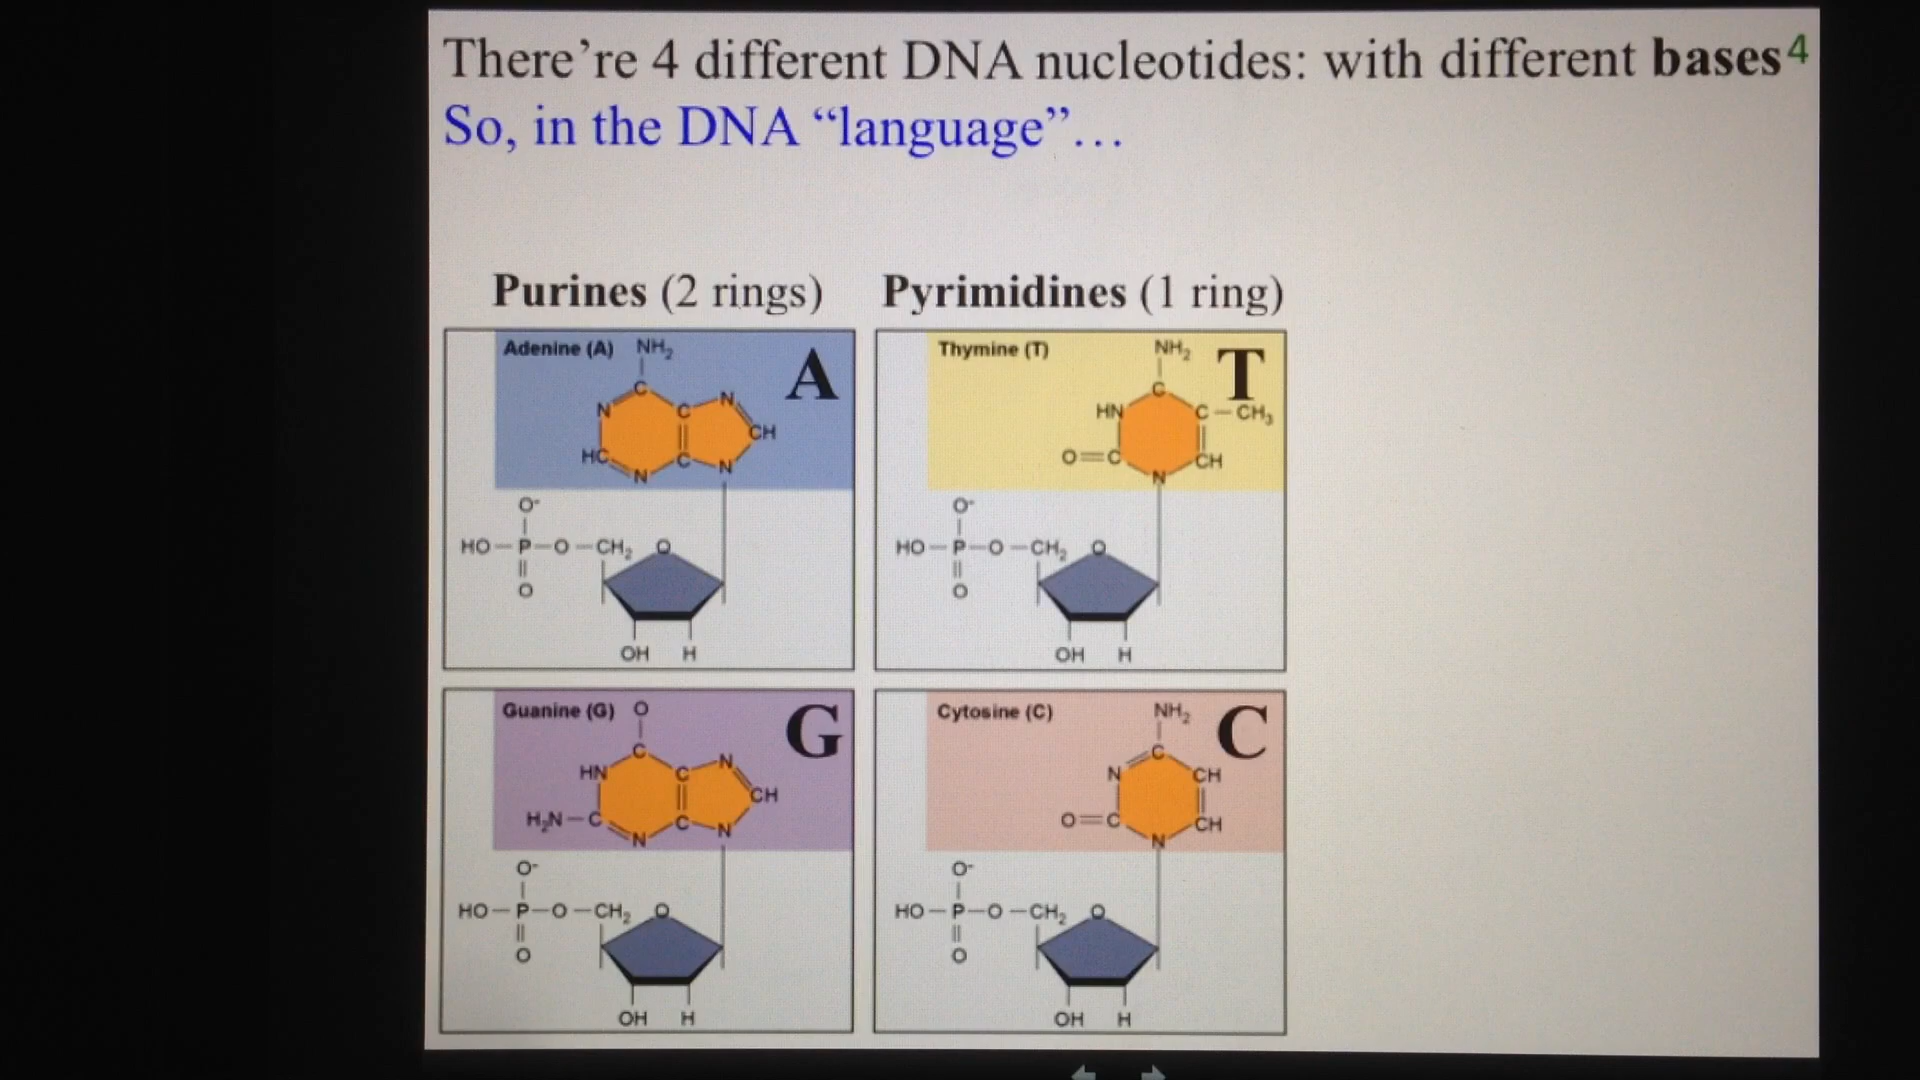 There’re 4 different DNA nucleotides: with different bases 4
So, in the DNA “language”…
Purines (2 rings) Pyrimidines (1 ring)
Adenine (A) NH₂ A
C
N C N
CH
HC C N
N
O⁻
HO—P—O—CH₂ O
O
OH H
Thymine (T) NH₂ T
C
HN C—CH₃
O=C CH
N
O⁻
HO—P—O—CH₂ O
O
OH H
Guanine (G) O G
C
HN C N
CH
H₂N—C C N
N
O⁻
HO—P—O—CH₂ O
O
OH H
Cytosine (C) NH₂ C
C
N CH
O=C CH
N
O⁻
HO—P—O—CH₂ O
O
OH H